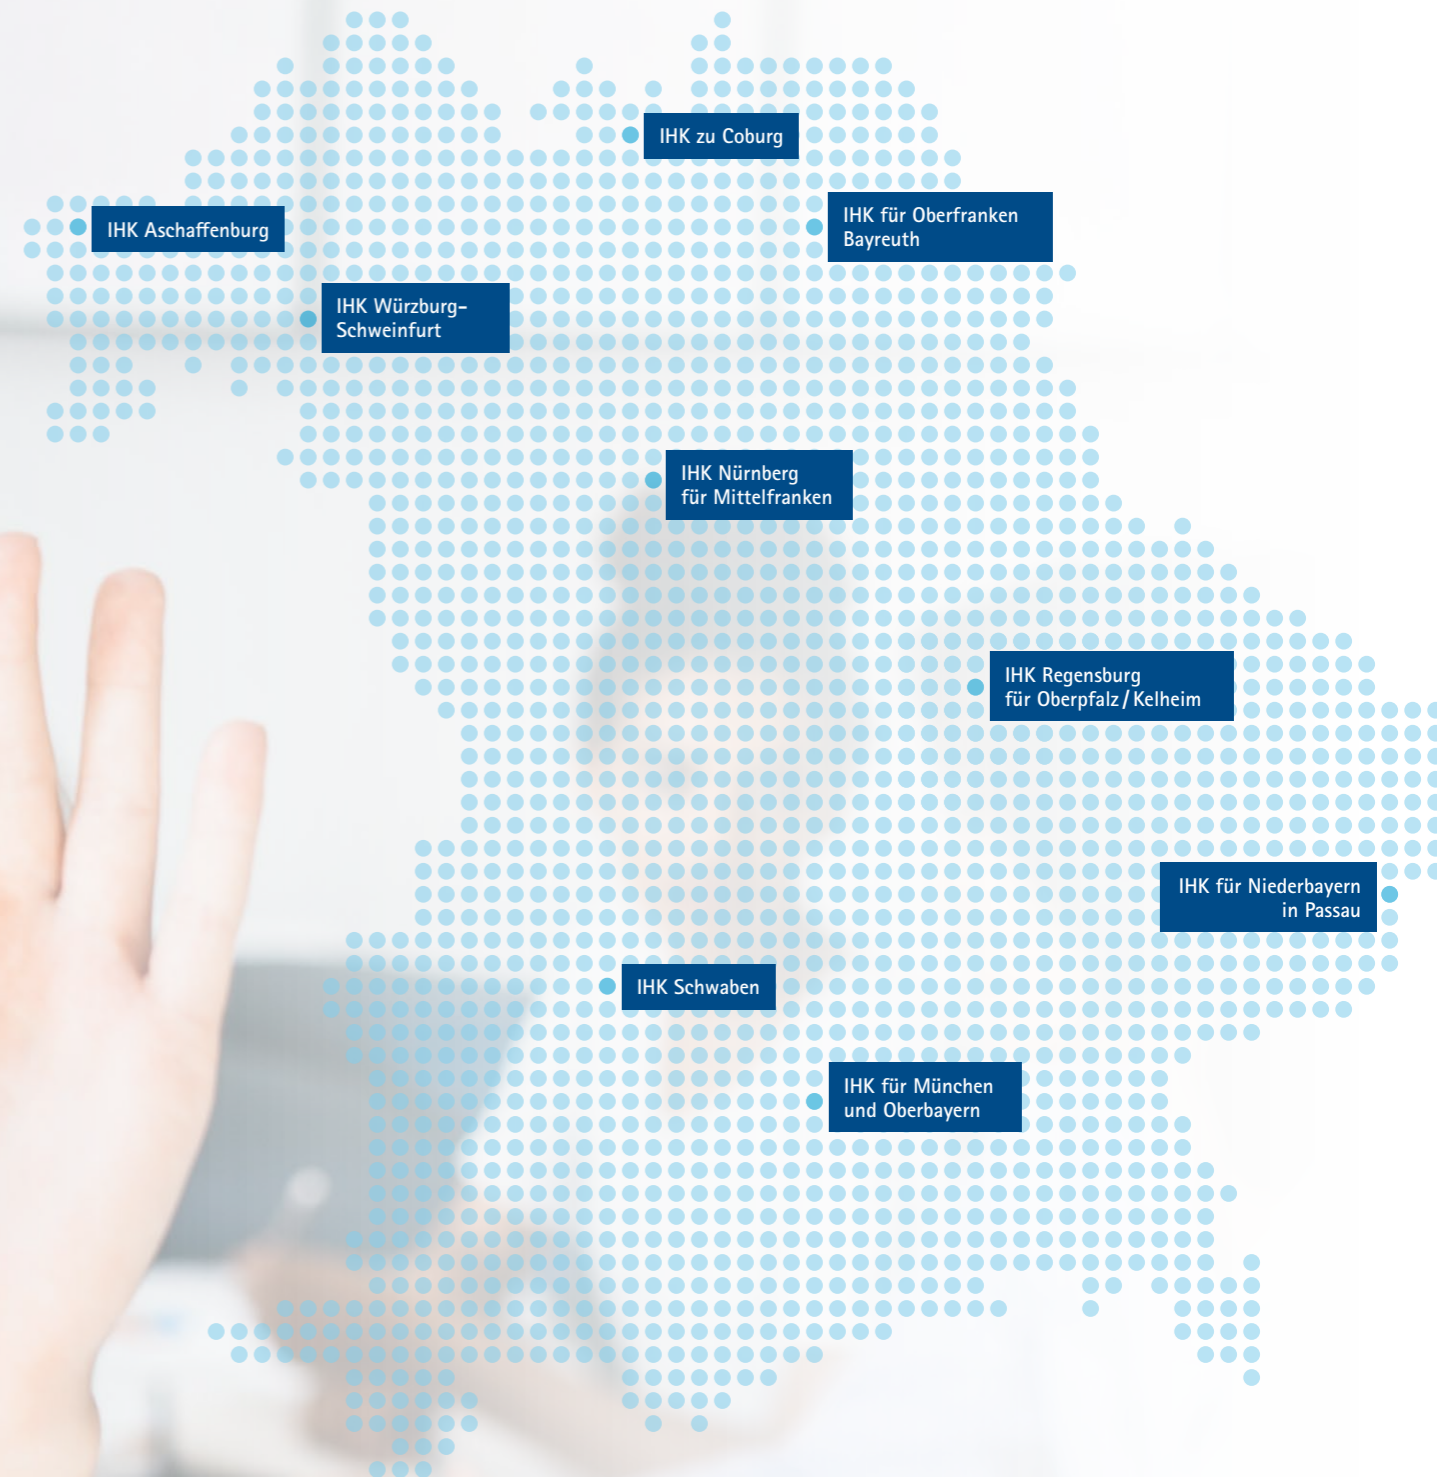 IHK zu Coburg
IHK Aschaffenburg
IHK für Oberfranken
Bayreuth
IHK Würzburg-
Schweinfurt
IHK Nürnberg
für Mittelfranken
IHK Regensburg
für Oberpfalz / Kelheim
IHK für Niederbayern
in Passau
IHK Schwaben
IHK für München
und Oberbayern